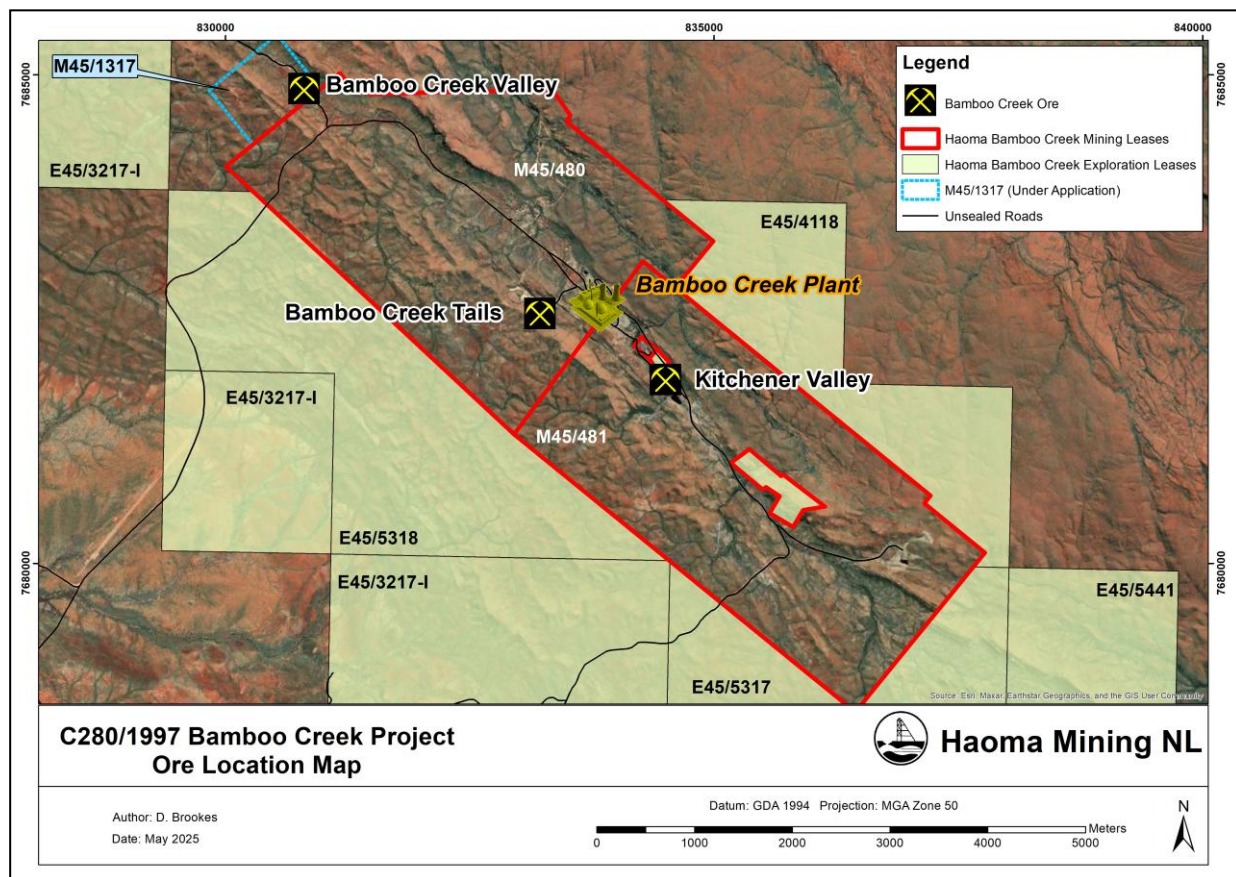 830000
835000
840000
7685000
7685000
M45/1317
Bamboo Creek Valley
Legend
Bamboo Creek Ore
Haoma Bamboo Creek Mining Leases
Haoma Bamboo Creek Exploration Leases
M45/1317 (Under Application)
Unsealed Roads
E45/3217-I
M45/480
E45/4118
Bamboo Creek Plant
Bamboo Creek Tails
Kitchener Valley
E45/3217-I
M45/481
E45/5318
7680000
7680000
E45/3217-I
E45/5441
E45/5317
Source: Esri, Maxar, Earthstar Geographics, and the GIS User Community
C280/1997 Bamboo Creek Project
Ore Location Map
Haoma Mining NL
Author: D. Brookes
Date: May 2025
Datum: GDA 1994 Projection: MGA Zone 50
Meters
0 1000 2000 3000 4000 5000
N